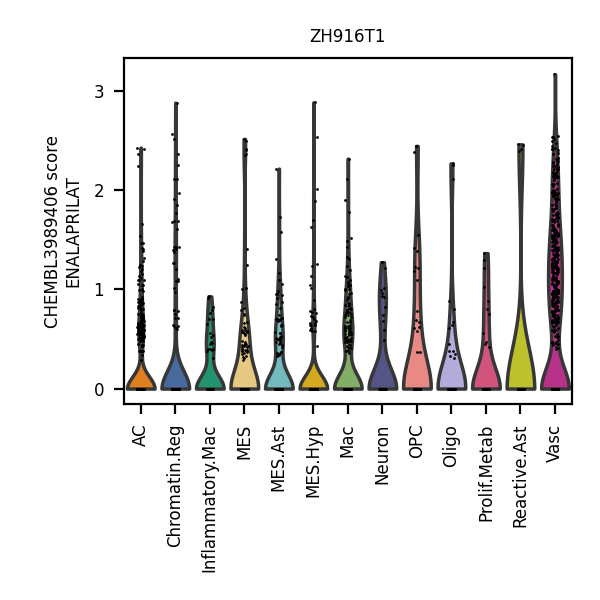 ZH916T1
CHEMBL3989406 score
ENALAPRILAT
3
2
1
0
AC
Chromatin.Reg
Inflammatory.Mac
MES
MES.Ast
MES.Hyp
Mac
Neuron
OPC
Oligo
Prolif.Metab
Reactive.Ast
Vasc